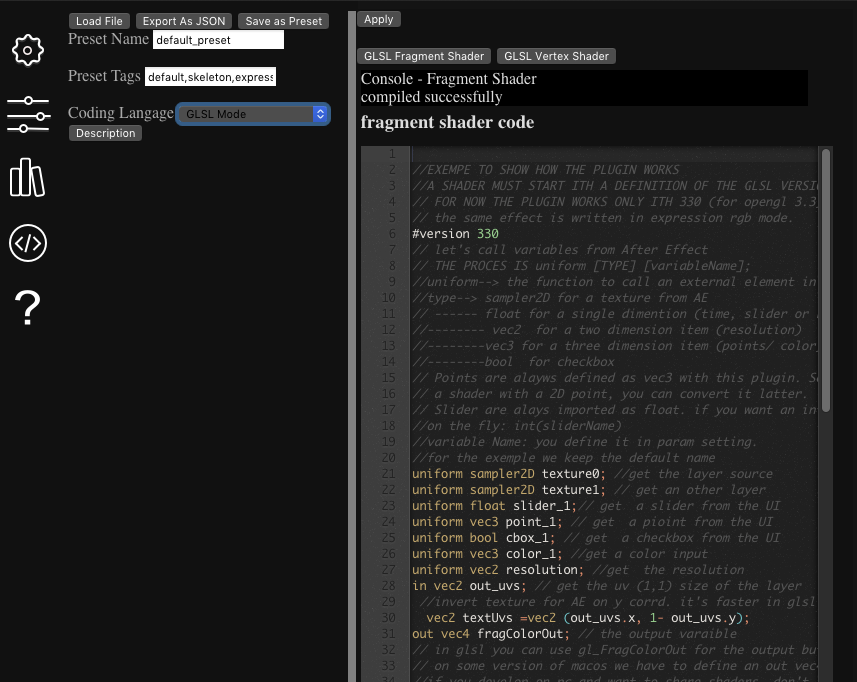 Load File Export As JSON Save as Preset
Preset Name default_preset
Preset Tags default,skeleton,express
Coding Langage GLSL Mode
Description
?
Apply
GLSL Fragment Shader GLSL Vertex Shader
Console - Fragment Shader
compiled successfully
fragment shader code
1
2 //EXEMPE TO SHOW HOW THE PLUGIN WORKS
3 //A SHADER MUST START ITH A DEFINITION OF THE GLSL VERSI
4 // FOR NOW THE PLUGIN WORKS ONLY ITH 330 (for opengl 3.3
5 // the same effect is written in expression rgb mode.
6 #version 330
7 // let's call variables from After Effect
8 // THE PROCES IS uniform [TYPE] [variableName];
9 //uniform--> the function to call an external element in
10 //type--> sampler2D for a texture from AE
11 // ------ float for a single dimention (time, slider or
12 //-------- vec2  for a two dimension item (resolution)
13 //--------vec3 for a three dimension item (points/ color
14 //--------bool  for checkbox
15 // Points are alayws defined as vec3 with this plugin. S
16 // a shader with a 2D point, you can convert it latter.
17 // Slider are alays imported as float. if you want an in
18 //on the fly: int(sliderName)
19 //variable Name: you define it in param setting.
20 //for the exemple we keep the default name
21 uniform sampler2D texture0; //get the layer source
22 uniform sampler2D texture1; // get an other layer
23 uniform float slider_1;// get  a slider from the UI
24 uniform vec3 point_1; // get  a pioint from the UI
25 uniform bool cbox_1; // get  a checkbox from the UI
26 uniform vec3 color_1; //get a color input
27 uniform vec2 resolution; //get  the resolution
28 in vec2 out_uvs; // get the uv (1,1) size of the layer
29 //invert texture for AE on y corrd. it's faster in glsl
30 vec2 textUvs =vec2 (out_uvs.x, 1- out_uvs.y);
31 out vec4 fragColorOut; // the output varaible
32 // in glsl you can use gl_FragColorOut for the output bu
33 // on some version of macos we have to define an out vec
34 //if you develop on pc and want to share shaders, don't